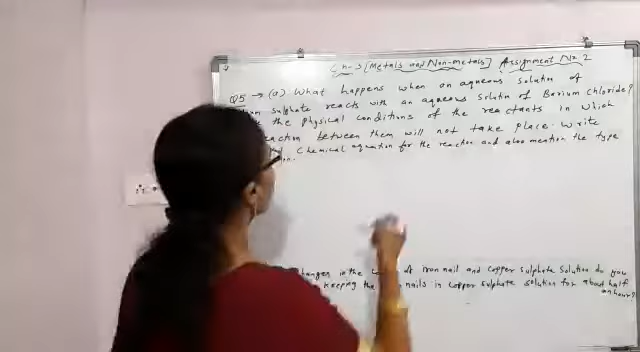 Ch-3 [Metals and Non-metals] Assignment No 2
Q5 → (a) What happens when an aqueous solution of
sulphate reacts with an aqueous solution of Barium Chloride?
the physical conditions of the reactants in which
reaction between them will not take place. Write
Chemical equation for the reaction and also mention the type
in the of iron nail and copper sulphate solution do you
keeping the nails in copper sulphate solution for about half
an hour?